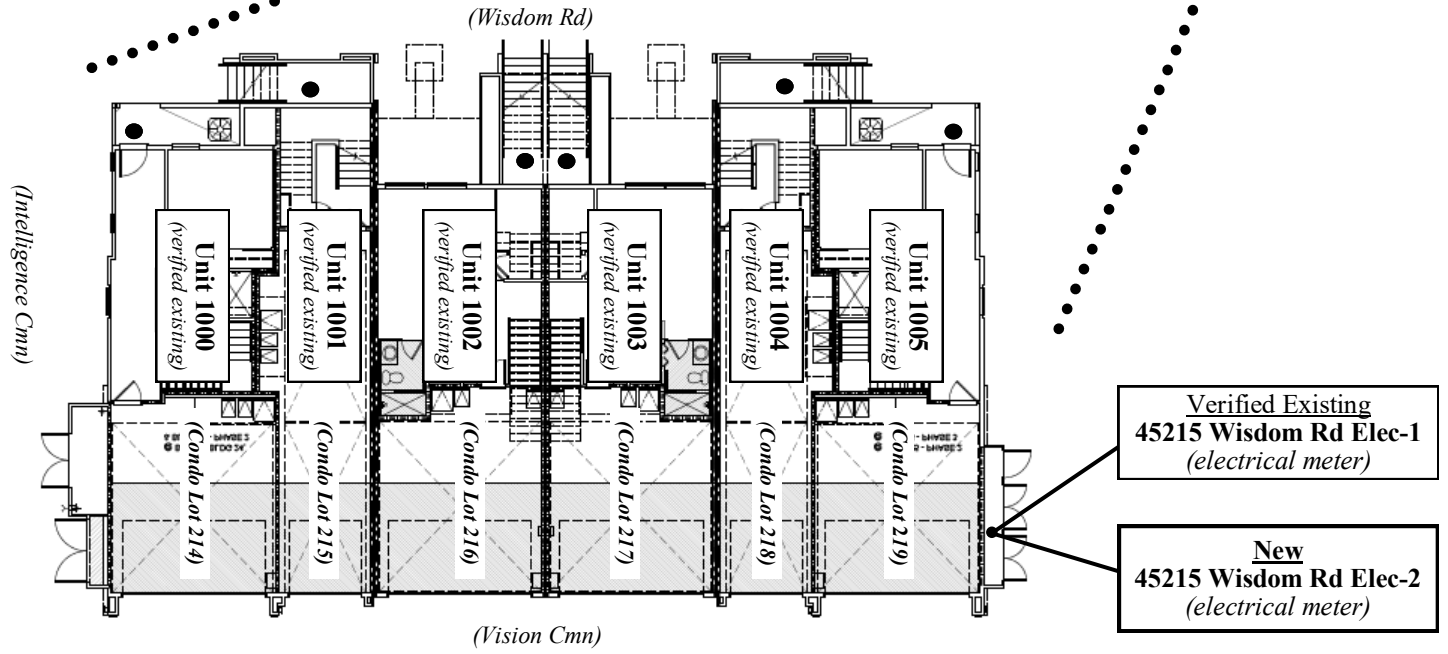 (Wisdom Rd)
(Intelligence Cmn)
Unit 1000
(verified existing)
Unit 1001
(verified existing)
Unit 1002
(verified existing)
Unit 1003
(verified existing)
Unit 1004
(verified existing)
Unit 1005
(verified existing)
(Condo Lot 214)
(Condo Lot 215)
(Condo Lot 216)
(Condo Lot 217)
(Condo Lot 218)
(Condo Lot 219)
Verified Existing
45215 Wisdom Rd Elec-1
(electrical meter)
New
45215 Wisdom Rd Elec-2
(electrical meter)
(Vision Cmn)